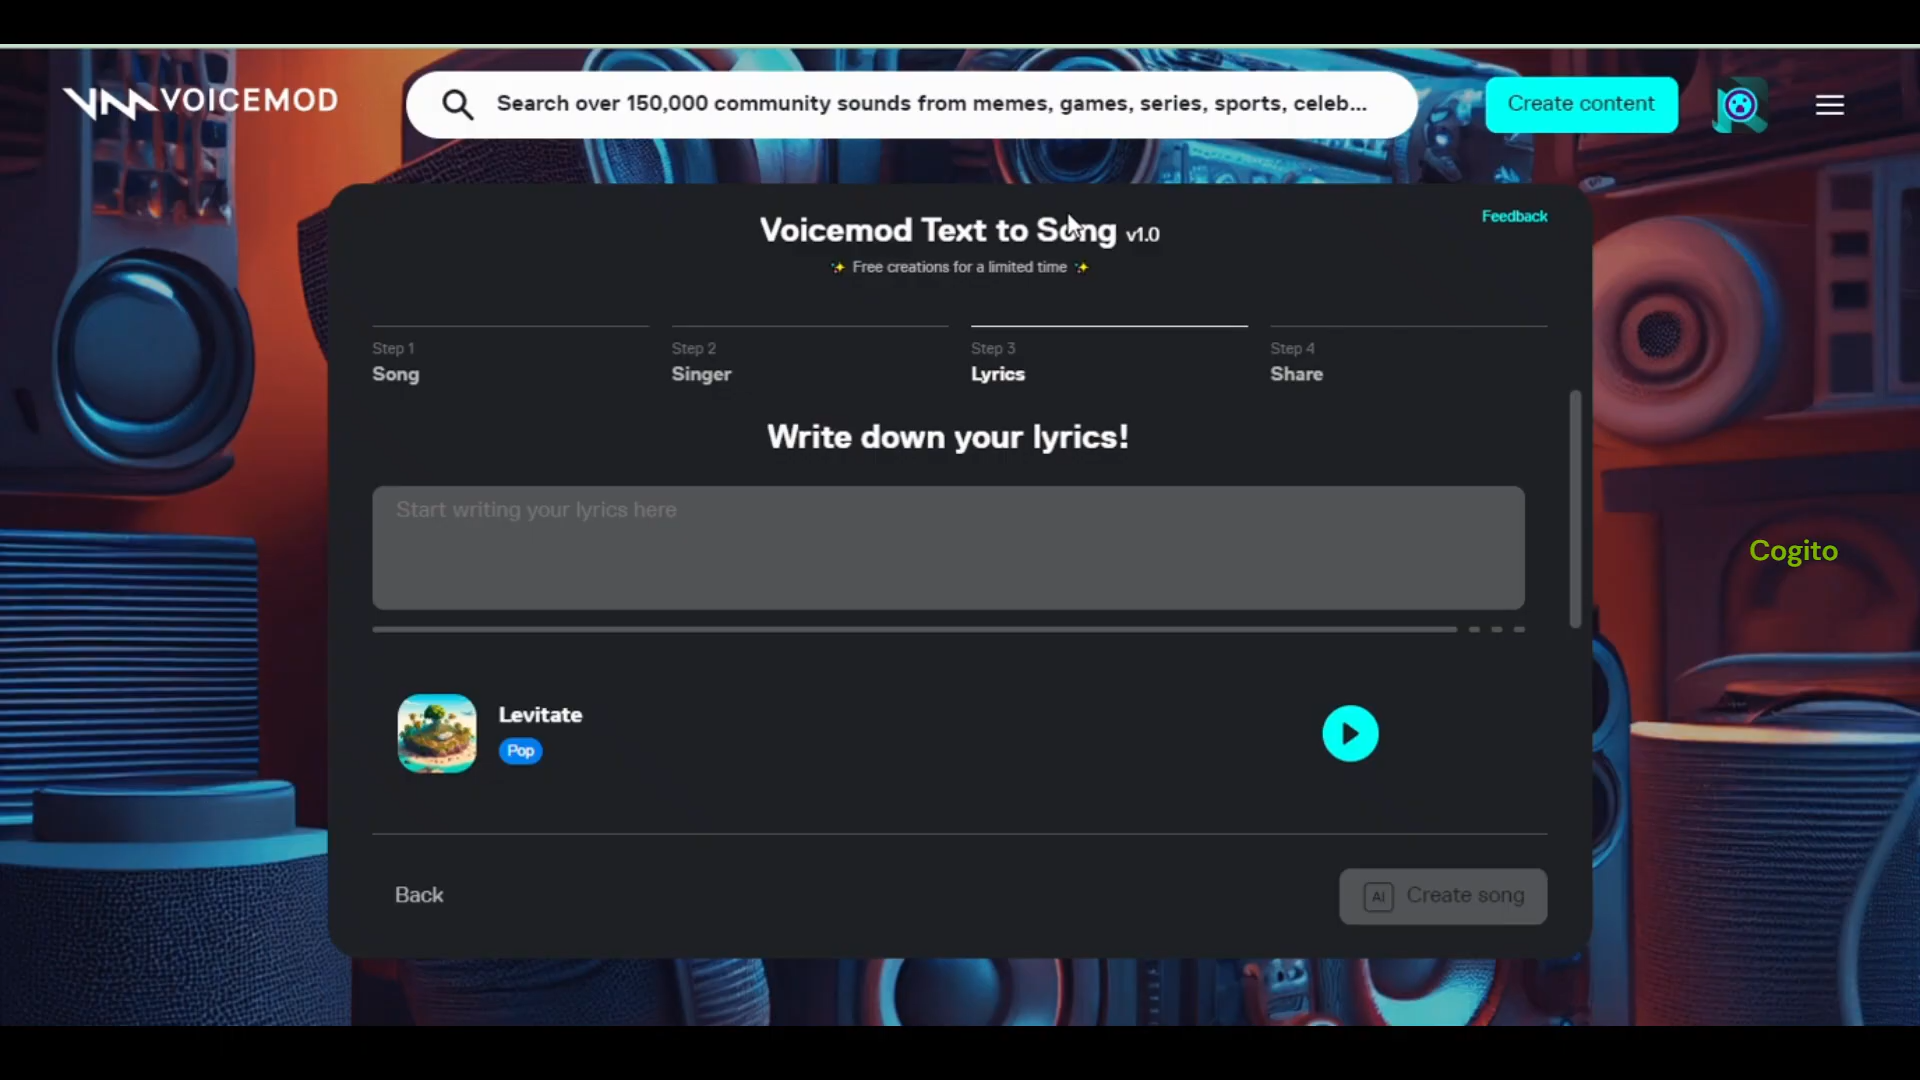 VOICEMOD
Search over 150,000 community sounds from memes, games, series, sports, celeb...
Create content
Feedback
Voicemod Text to Song v1.0
Free creations for a limited time
Step 1
Song
Step 2
Singer
Step 3
Lyrics
Step 4
Share
Write down your lyrics!
Start writing your lyrics here
Cogito
Levitate
Pop
Back
AI Create song